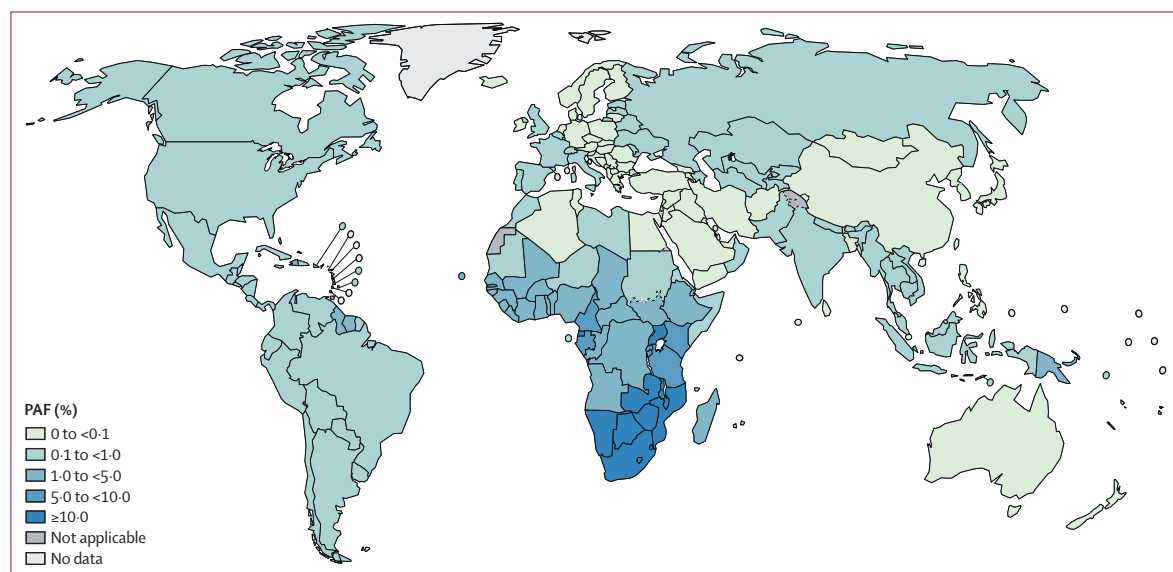 PAF (%)
0 to <0·1
0·1 to <1·0
1·0 to <5·0
5·0 to <10·0
≥10·0
Not applicable
No data